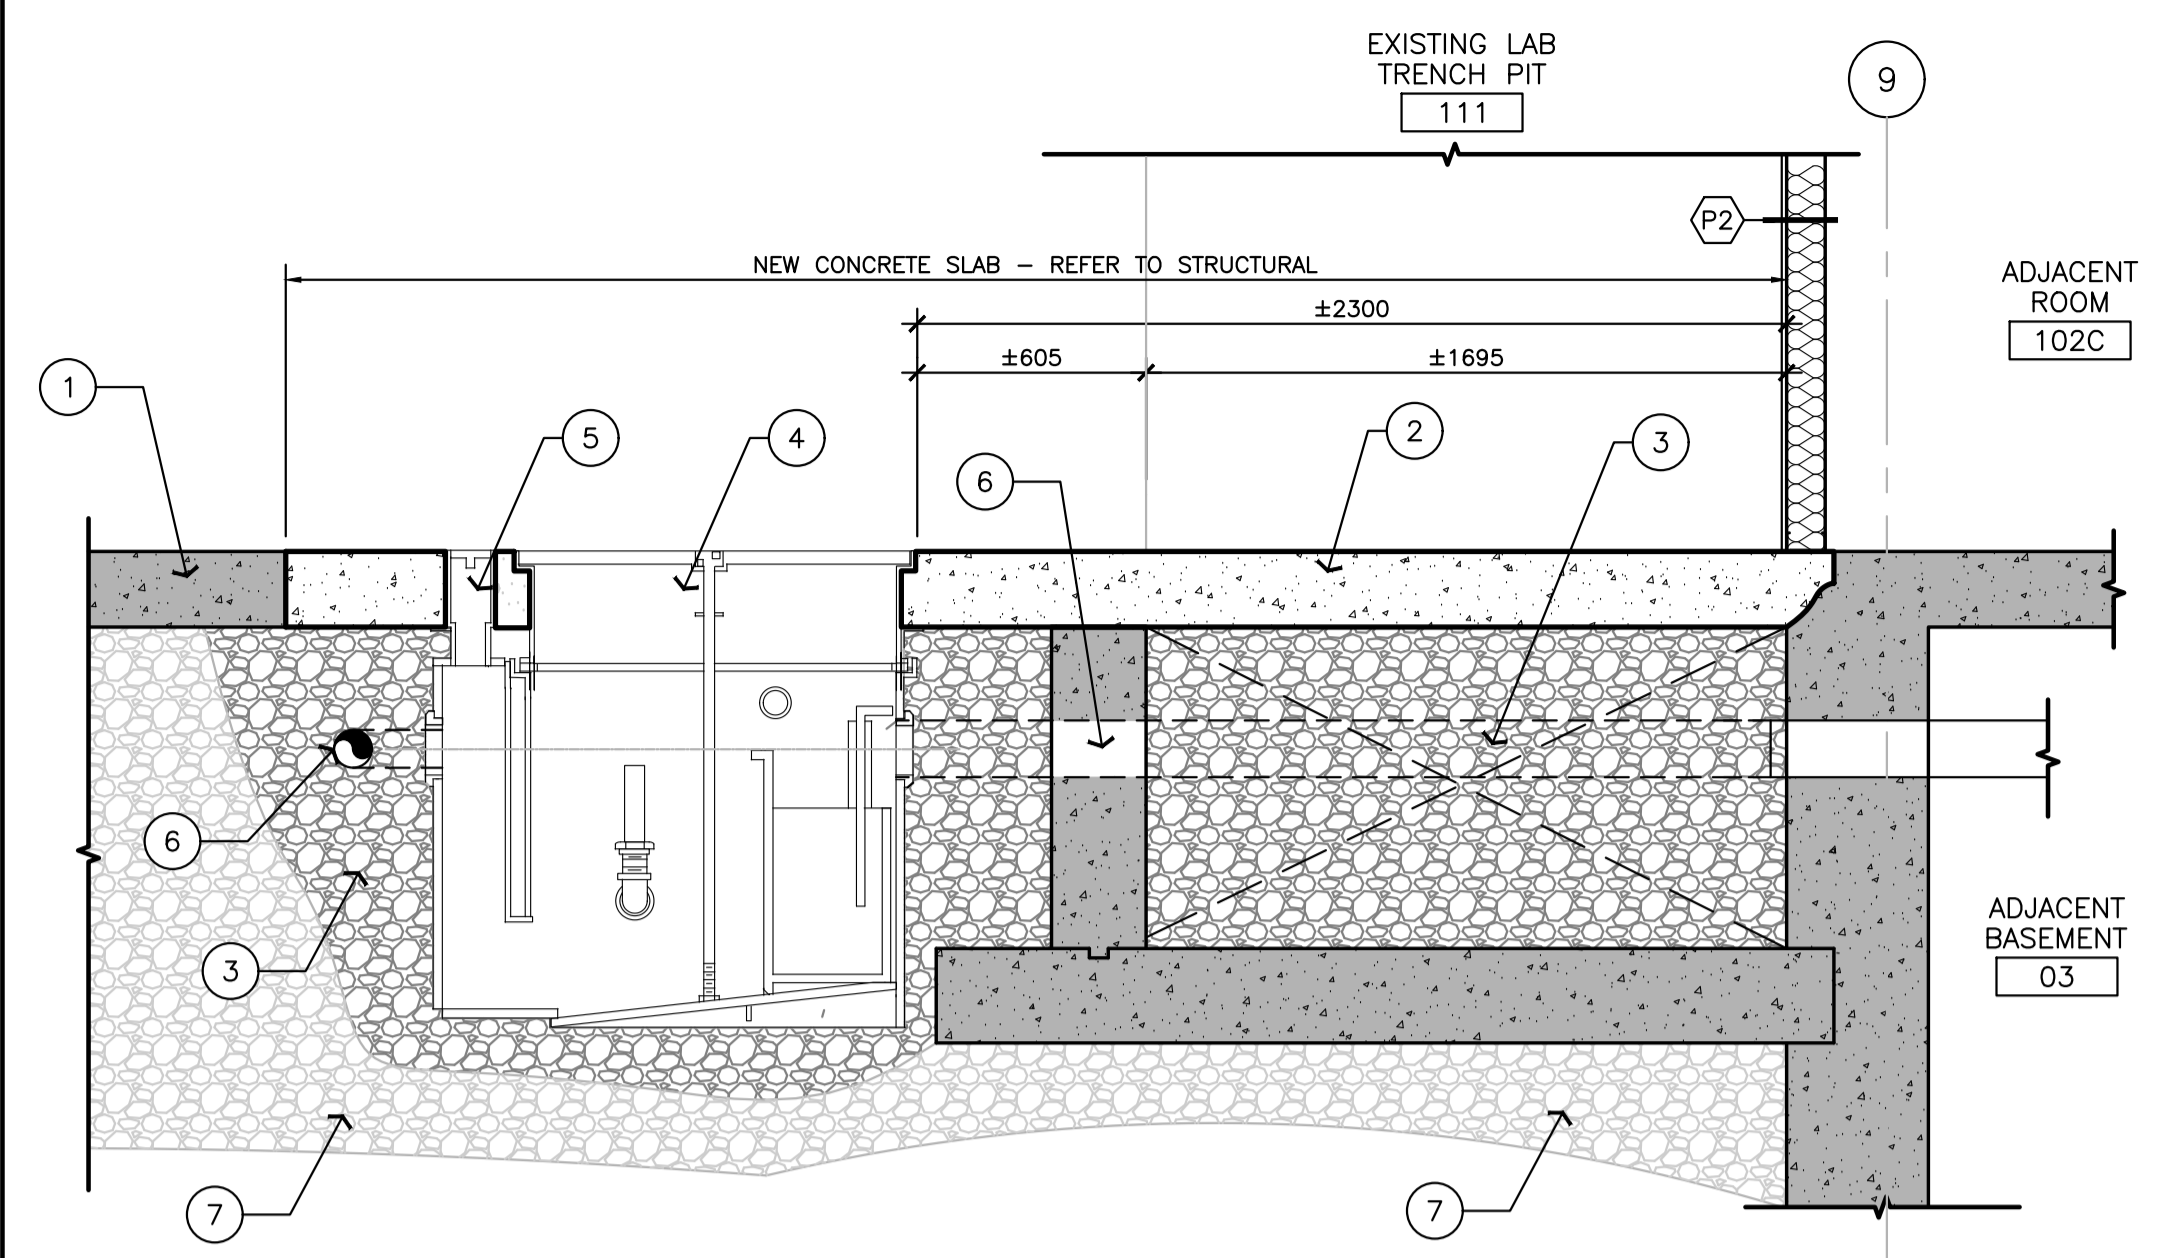 EXISTING LAB
TRENCH PIT
111
9
P2
NEW CONCRETE SLAB – REFER TO STRUCTURAL
ADJACENT
ROOM
102C
±2300
±605
±1695
1
5
4
2
3
6
6
3
ADJACENT
BASEMENT
03
7
7